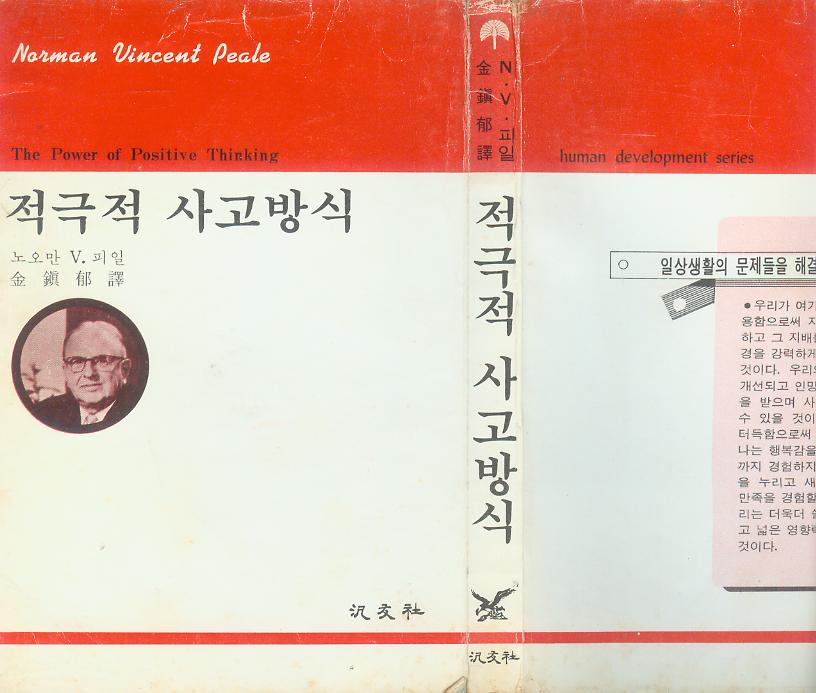 Norman Vincent Peale
The Power of Positive Thinking
적극적 사고방식
노오만 V. 피일
金鎭郁 譯
汎友社
N·V·피일
金鎭郁譯
적극적 사고방식
汎友社
human development series
일상생활의 문제들을 해결
●우리가 여기
용함으로써 자
하고 그 지배
경을 강력하게
것이다. 우리의
개선되고 인망
을 받으며 사
수 있을 것이
터득함으로써
나는 행복감을
까지 경험하지
을 누리고 새
만족을 경험할
리는 더욱더
고 넓은 영향력
것이다.